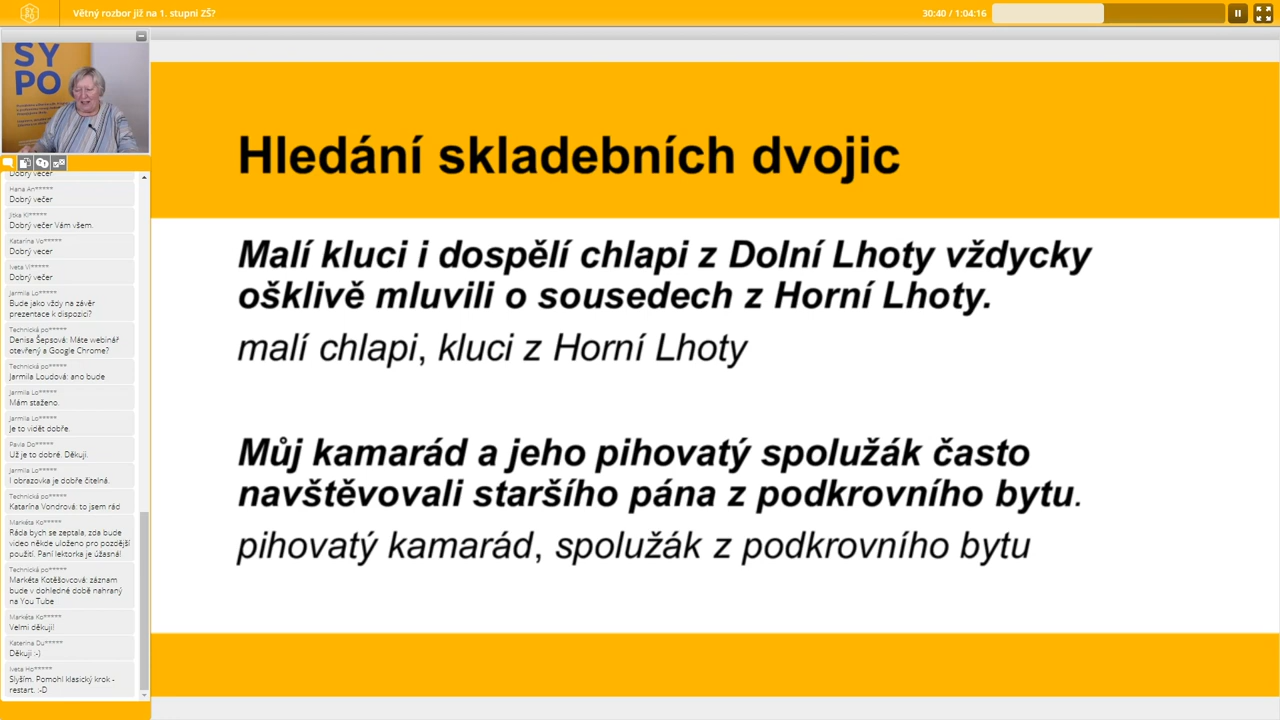 Větný rozbor již na 1. stupni ZŠ?
30:40 / 1:04:16
SY
PO
Dobrý večer
Hana An*****
Dobrý večer
Jitka Kl*****
Dobrý večer Vám všem.
Katarína Vo*****
Dobrý vecer
Iveta Ví*****
Dobrý večer
Jarmila Lo*****
Bude jako vždy na závěr
prezentace k dispozici?
Technická po*****
Denisa Šepsová: Máte webinář
otevřený a Google Chrome?
Technická po*****
Jarmila Loudová: ano bude
Jarmila Lo*****
Mám staženo.
Jarmila Lo*****
Je to vidět dobře.
Pavla Do*****
Už je to dobré. Děkuji.
Jarmila Lo*****
I obrazovka je dobře čitelná.
Technická po*****
Katarína Vondrová: to jsem rád
Markéta Ko*****
Ráda bych se zeptala, zda bude
video někde uloženo pro pozdější
použití. Paní lektorka je úžasná!
Technická po*****
Markéta Kotěšovcová: záznam
bude v dohledné době nahraný
na You Tube
Markéta Ko*****
Velmi děkuji!
Katerina Du*****
Děkuji :-)
Iveta Ho*****
Slyším. Pomohl klasický krok -
restart. :-D
Hledání skladebních dvojic
Malí kluci i dospělí chlapi z Dolní Lhoty vždycky
ošklivě mluvili o sousedech z Horní Lhoty.
malí chlapi, kluci z Horní Lhoty
Můj kamarád a jeho pihovatý spolužák často
navštěvovali staršího pána z podkrovního bytu.
pihovatý kamarád, spolužák z podkrovního bytu